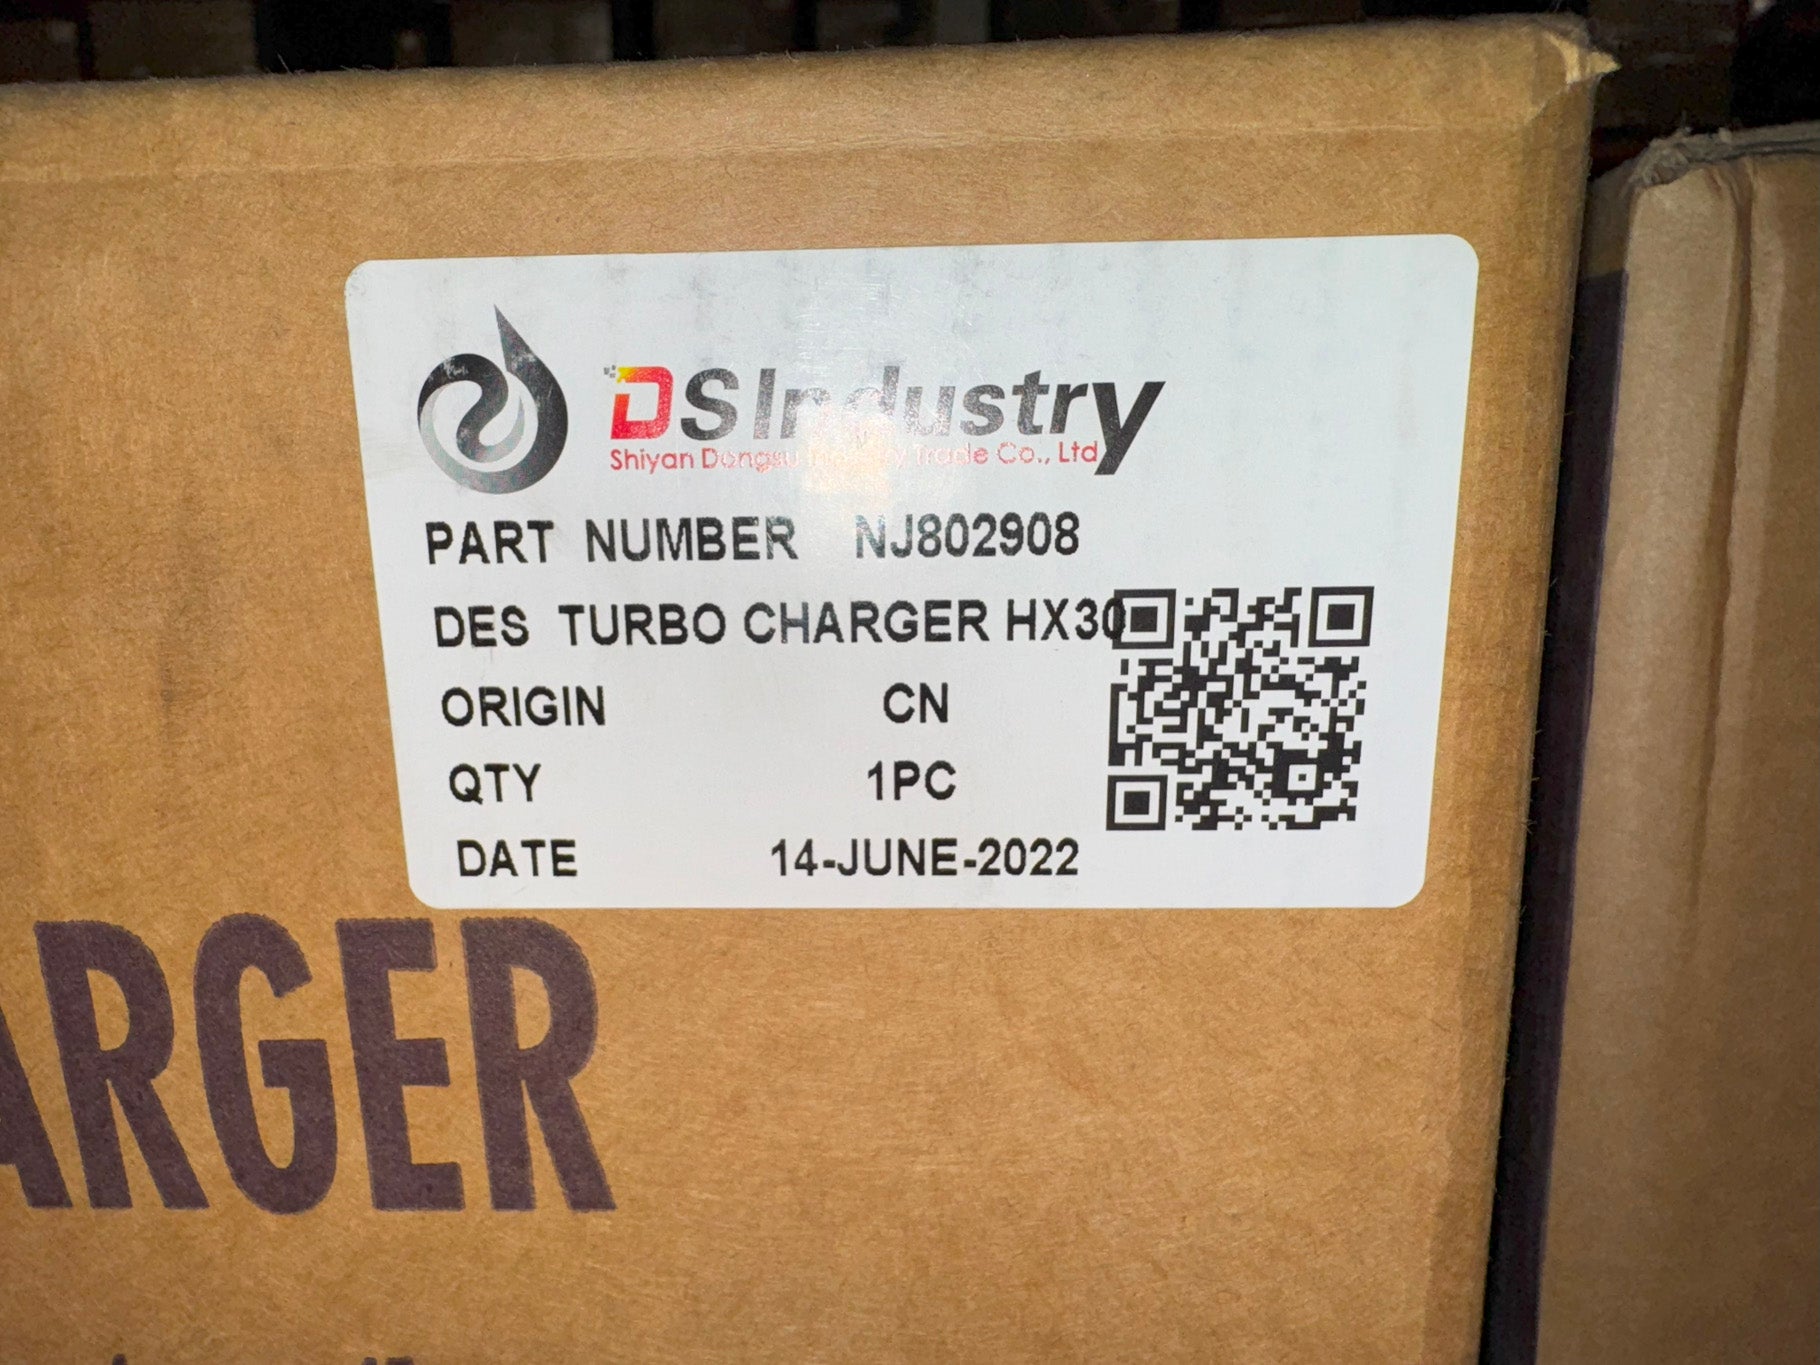 DSIndustry
Shiyan Dongsu Industry Trade Co., Ltd
PART NUMBER NJ802908
DES TURBO CHARGER HX30
ORIGIN CN
QTY 1PC
DATE 14-JUNE-2022
ARGER